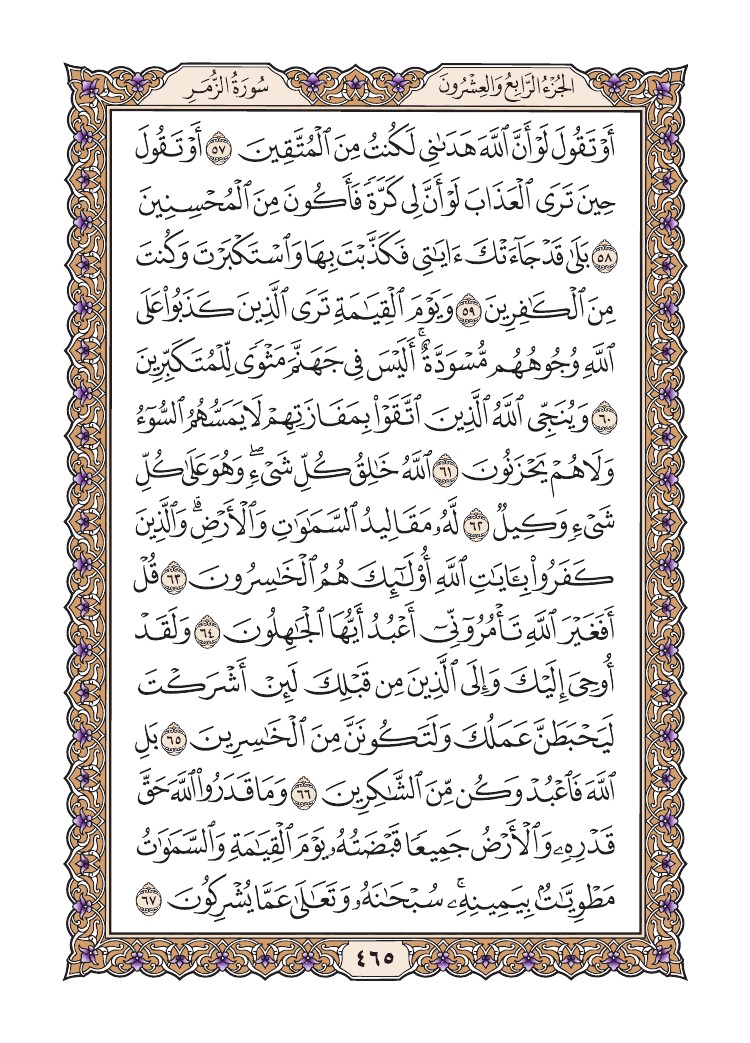 الجُزْءُ الرَّابِعُ وَالعِشْرُونَ
سُورَةُ الزُّمَرِ
أَوْ تَقُولَ لَوْ أَنَّ ٱللَّهَ هَدَىٰنِى لَكُنتُ مِنَ ٱلْمُتَّقِينَ ٥٧ أَوْ تَقُولَ
حِينَ تَرَى ٱلْعَذَابَ لَوْ أَنَّ لِى كَرَّةً فَأَكُونَ مِنَ ٱلْمُحْسِنِينَ
٥٨ بَلَىٰ قَدْ جَآءَتْكَ ءَايَٰتِى فَكَذَّبْتَ بِهَا وَٱسْتَكْبَرْتَ وَكُنتَ
مِنَ ٱلْكَٰفِرِينَ ٥٩ وَيَوْمَ ٱلْقِيَٰمَةِ تَرَى ٱلَّذِينَ كَذَبُوا۟ عَلَى
ٱللَّهِ وُجُوهُهُم مُّسْوَدَّةٌ ۚ أَلَيْسَ فِى جَهَنَّمَ مَثْوًى لِّلْمُتَكَبِّرِينَ
٦٠ وَيُنَجِّى ٱللَّهُ ٱلَّذِينَ ٱتَّقَوْا۟ بِمَفَازَتِهِمْ لَا يَمَسُّهُمُ ٱلسُّوٓءُ
وَلَا هُمْ يَحْزَنُونَ ٦١ ٱللَّهُ خَٰلِقُ كُلِّ شَىْءٍ ۖ وَهُوَ عَلَىٰ كُلِّ
شَىْءٍ وَكِيلٌ ٦٢ لَّهُۥ مَقَالِيدُ ٱلسَّمَٰوَٰتِ وَٱلْأَرْضِ ۗ وَٱلَّذِينَ
كَفَرُوا۟ بِـَٔايَٰتِ ٱللَّهِ أُو۟لَٰٓئِكَ هُمُ ٱلْخَٰسِرُونَ ٦٣ قُلْ
أَفَغَيْرَ ٱللَّهِ تَأْمُرُوٓنِّىٓ أَعْبُدُ أَيُّهَا ٱلْجَٰهِلُونَ ٦٤ وَلَقَدْ
أُوحِىَ إِلَيْكَ وَإِلَى ٱلَّذِينَ مِن قَبْلِكَ لَئِنْ أَشْرَكْتَ
لَيَحْبَطَنَّ عَمَلُكَ وَلَتَكُونَنَّ مِنَ ٱلْخَٰسِرِينَ ٦٥ بَلِ
ٱللَّهَ فَٱعْبُدْ وَكُن مِّنَ ٱلشَّٰكِرِينَ ٦٦ وَمَا قَدَرُوا۟ ٱللَّهَ حَقَّ
قَدْرِهِۦ وَٱلْأَرْضُ جَمِيعًا قَبْضَتُهُۥ يَوْمَ ٱلْقِيَٰمَةِ وَٱلسَّمَٰوَٰتُ
مَطْوِيَّٰتٌۢ بِيَمِينِهِۦ ۚ سُبْحَٰنَهُۥ وَتَعَٰلَىٰ عَمَّا يُشْرِكُونَ ٦٧
٤٦٥